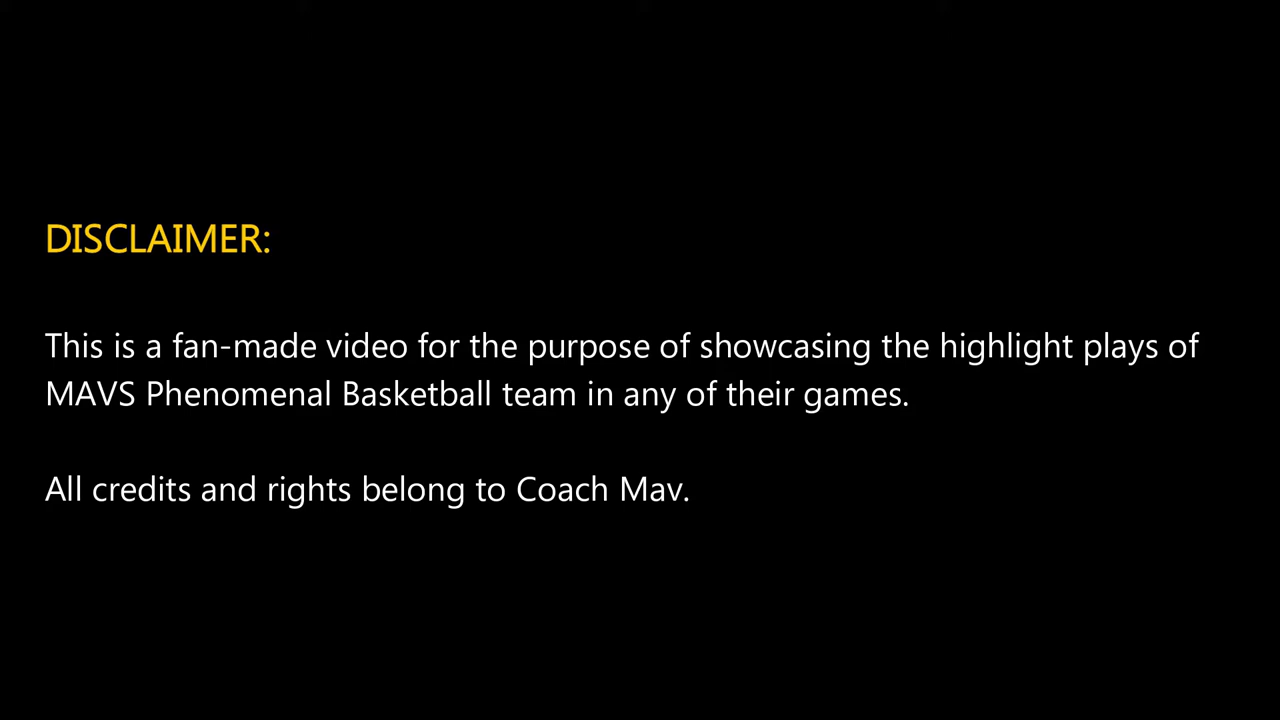 DISCLAIMER:
This is a fan-made video for the purpose of showcasing the highlight plays of
MAVS Phenomenal Basketball team in any of their games.
All credits and rights belong to Coach Mav.